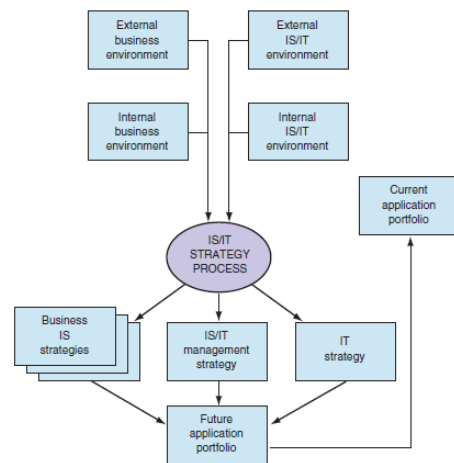 External
business
environment
External
IS/IT
environment
Internal
business
environment
Internal
IS/IT
environment
Current
application
portfolio
IS/IT
STRATEGY
PROCESS
Business
IS
strategies
IS/IT
management
strategy
IT
strategy
Future
application
portfolio